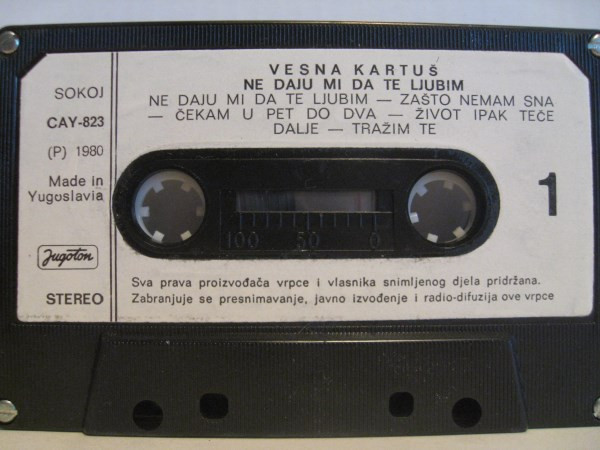 VESNA KARTUŠ
NE DAJU MI DA TE LJUBIM
NE DAJU MI DA TE LJUBIM — ZAŠTO NEMAM SNA
— ČEKAM U PET DO DVA — ŽIVOT IPAK TEČE
DALJE — TRAŽIM TE
SOKOJ
CAY-823
(P) 1980
Made in
Yugoslavia
Jugoton
STEREO
1
100 50 0
Sva prava proizvođača vrpce i vlasnika snimljenog djela pridržana.
Zabranjuje se presnimavanje, javno izvođenje i radio-difuzija ove vrpce